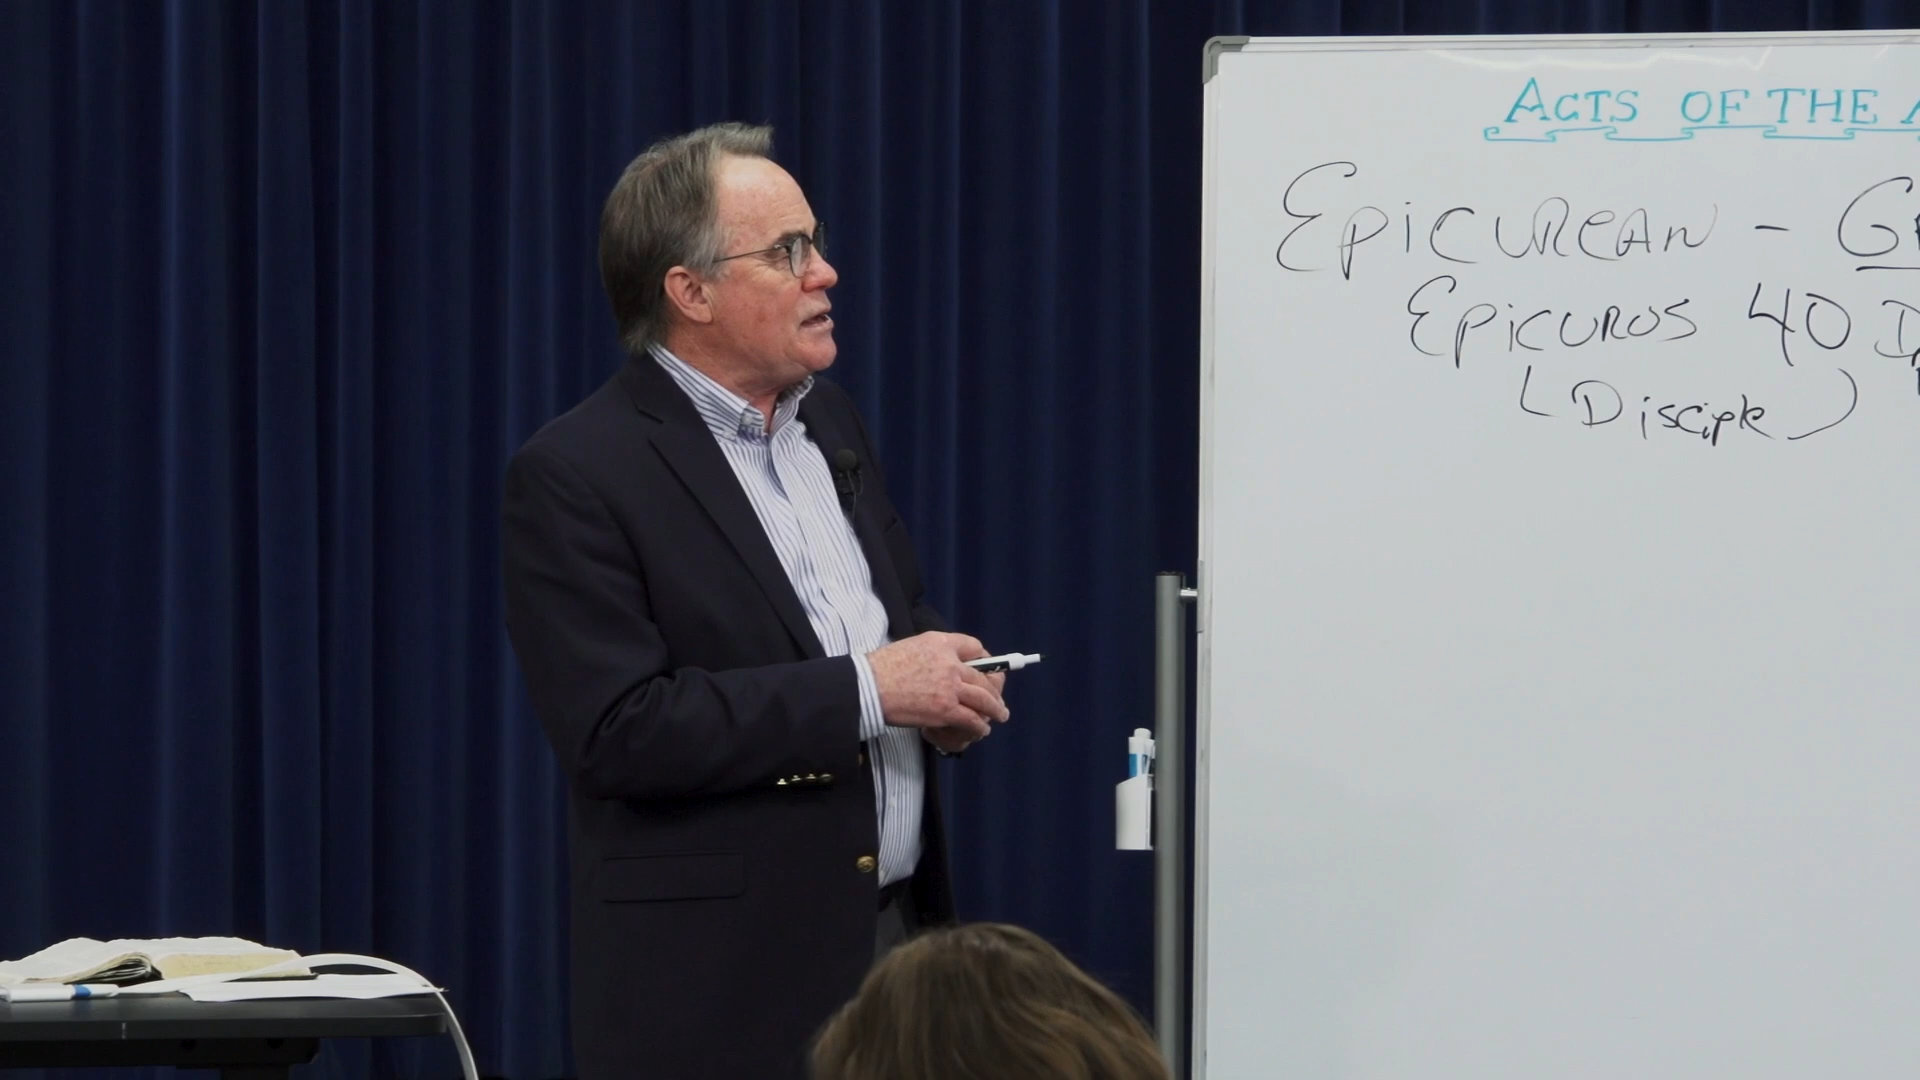 ACTS OF THE A
EPICUREAN - G
EPICUROS 40 D
(Disciple)